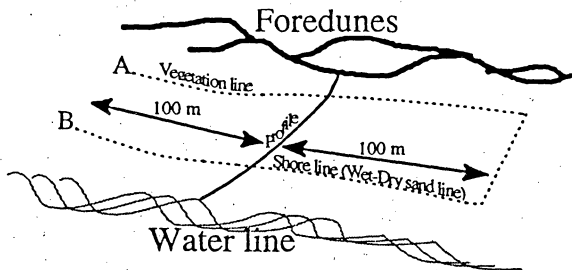 Foredunes
A
Vegetation line
100 m
profile
B
100 m
Shore line (Wet-Dry sand line)
Water line